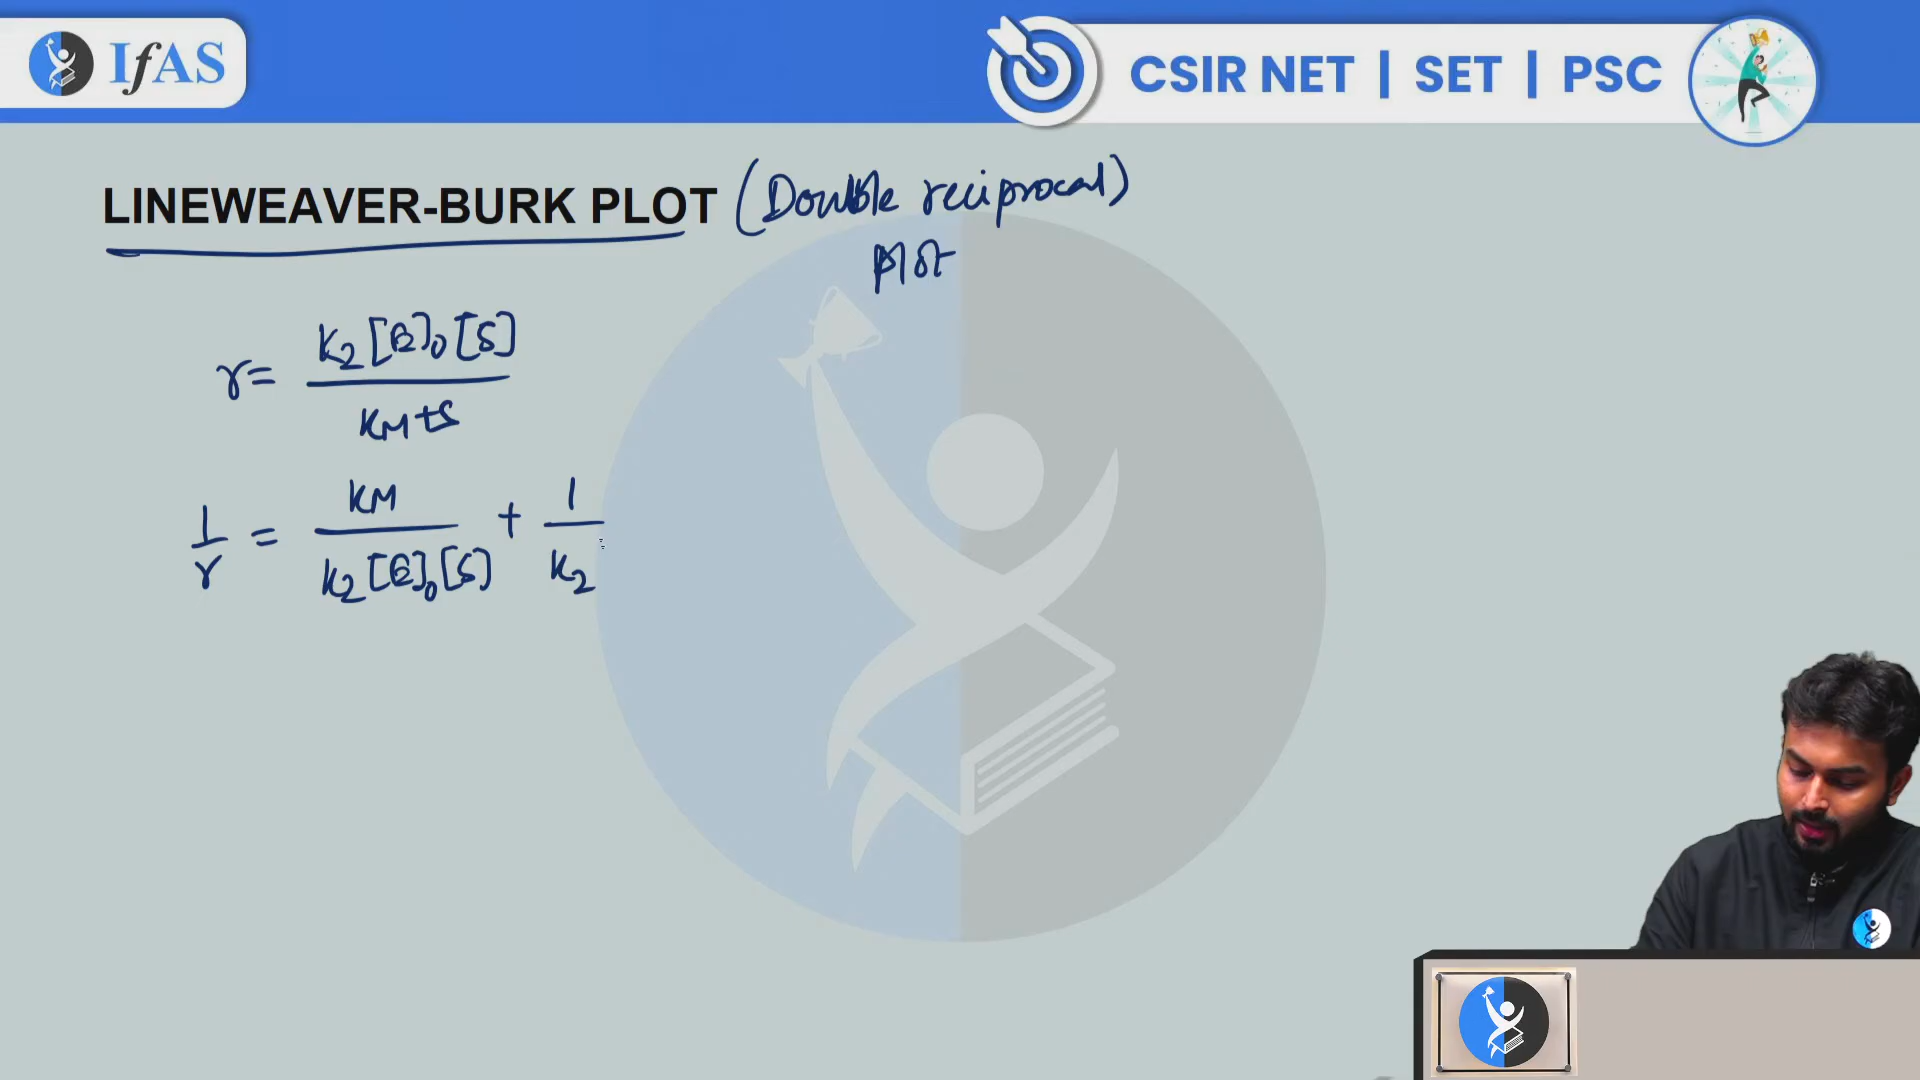 IfAS
CSIR NET | SET | PSC
LINEWEAVER-BURK PLOT (Double reciprocal)
plot
r = k2[E]0[S] / KM+S
1/r = KM / k2[E]0[S] + 1/k2